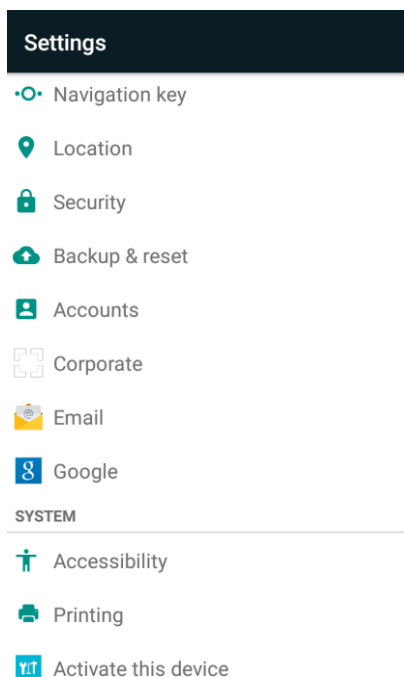 Settings
Navigation key
Location
Security
Backup & reset
Accounts
Corporate
Email
Google
SYSTEM
Accessibility
Printing
Activate this device